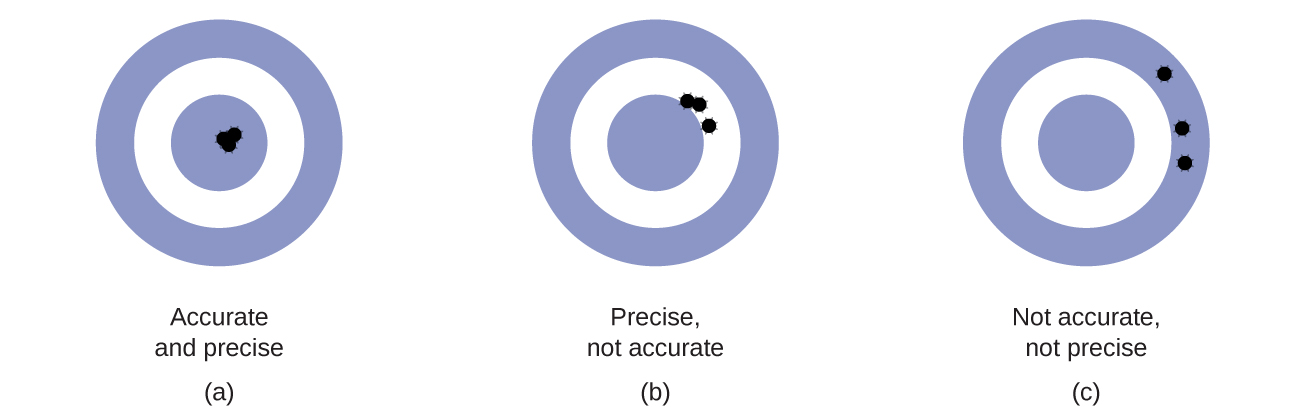 Accurate
and precise
(a)
Precise,
not accurate
(b)
Not accurate,
not precise
(c)